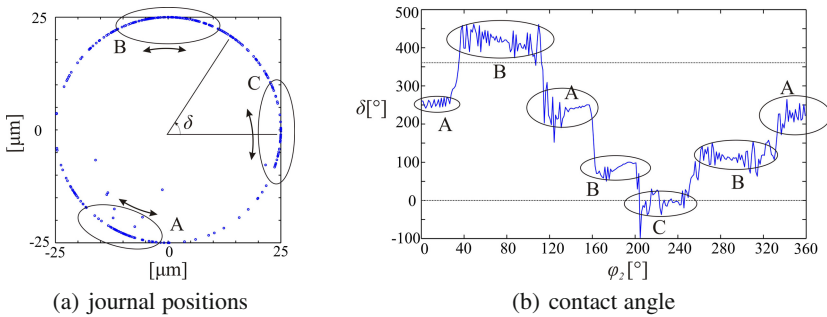 25
B
C
[µm]
0
δ
A
-25
-25
0
25
[µm]
(a) journal positions
500
400
300
δ[°]
200
100
0
-100
B
A
A
A
B
B
C
0
40
80
120
160
200
240
280
320
360
φ₂[°]
(b) contact angle